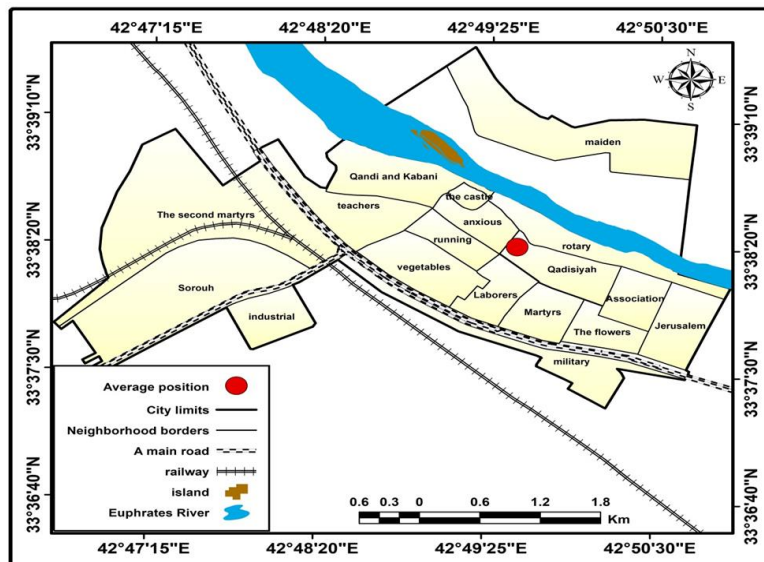 42°47'15"E 42°48'20"E 42°49'25"E 42°50'30"E
33°39'10"N
33°38'20"N
33°37'30"N
33°36'40"N
N
W E
S
maiden
Qandi and Kabani
the castle
teachers
anxious
The second martyrs
running
rotary
vegetables
Qadisiyah
Sorouh
Laborers
Association
industrial
Martyrs
The flowers
Jerusalem
military
Average position
City limits
Neighborhood borders
A main road
railway
island
Euphrates River
0.6 0.3 0 0.6 1.2 1.8
Km
33°39'10"N
33°38'20"N
33°37'30"N
33°36'40"N
42°47'15"E 42°48'20"E 42°49'25"E 42°50'30"E